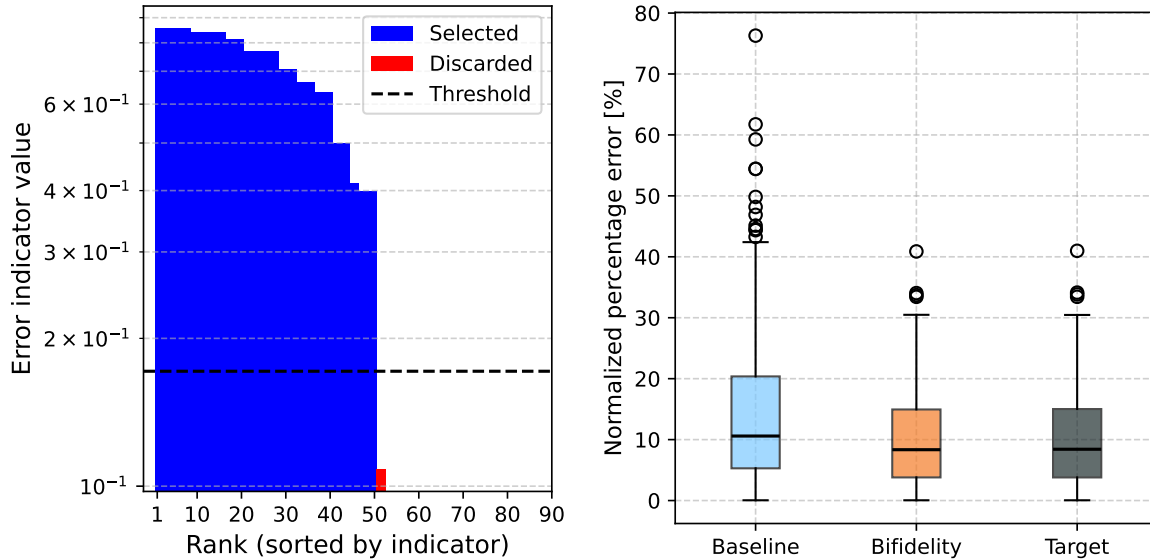 Error indicator value
6 × 10⁻¹
4 × 10⁻¹
3 × 10⁻¹
2 × 10⁻¹
10⁻¹
Selected
Discarded
Threshold
1 10 20 30 40 50 60 70 80 90
Rank (sorted by indicator)
Normalized percentage error [%]
80
70
60
50
40
30
20
10
0
Baseline Bifidelity Target